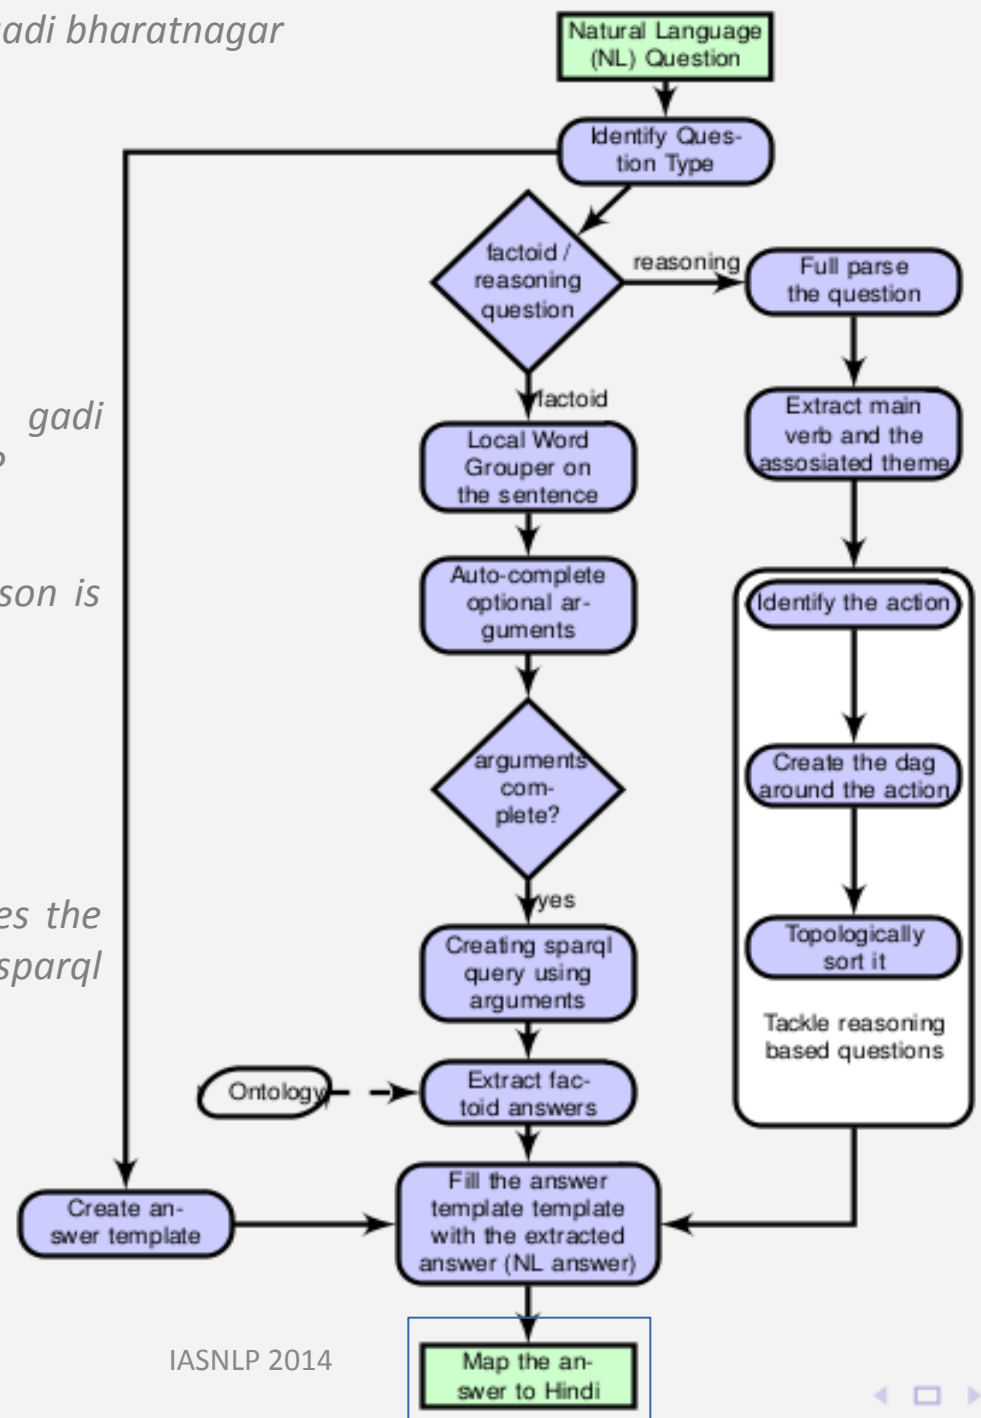 adi bharatnagar
Natural Language
(NL) Question
Identify Ques-
tion Type
factoid /
reasoning
question
reasoning
Full parse
the question
factoid
gadi
Local Word
Grouper on
the sentence
Extract main
verb and the
assosiated theme
Auto-complete
optional ar-
guments
son is
Identify the action
arguments
com-
plete?
Create the dag
around the action
yes
es the
sparql
Creating sparql
query using
arguments
Topologically
sort it
Tackle reasoning
based questions
Ontology
Extract fac-
toid answers
Create an-
swer template
Fill the answer
template template
with the extracted
answer (NL answer)
IASNLP 2014
Map the an-
swer to Hindi